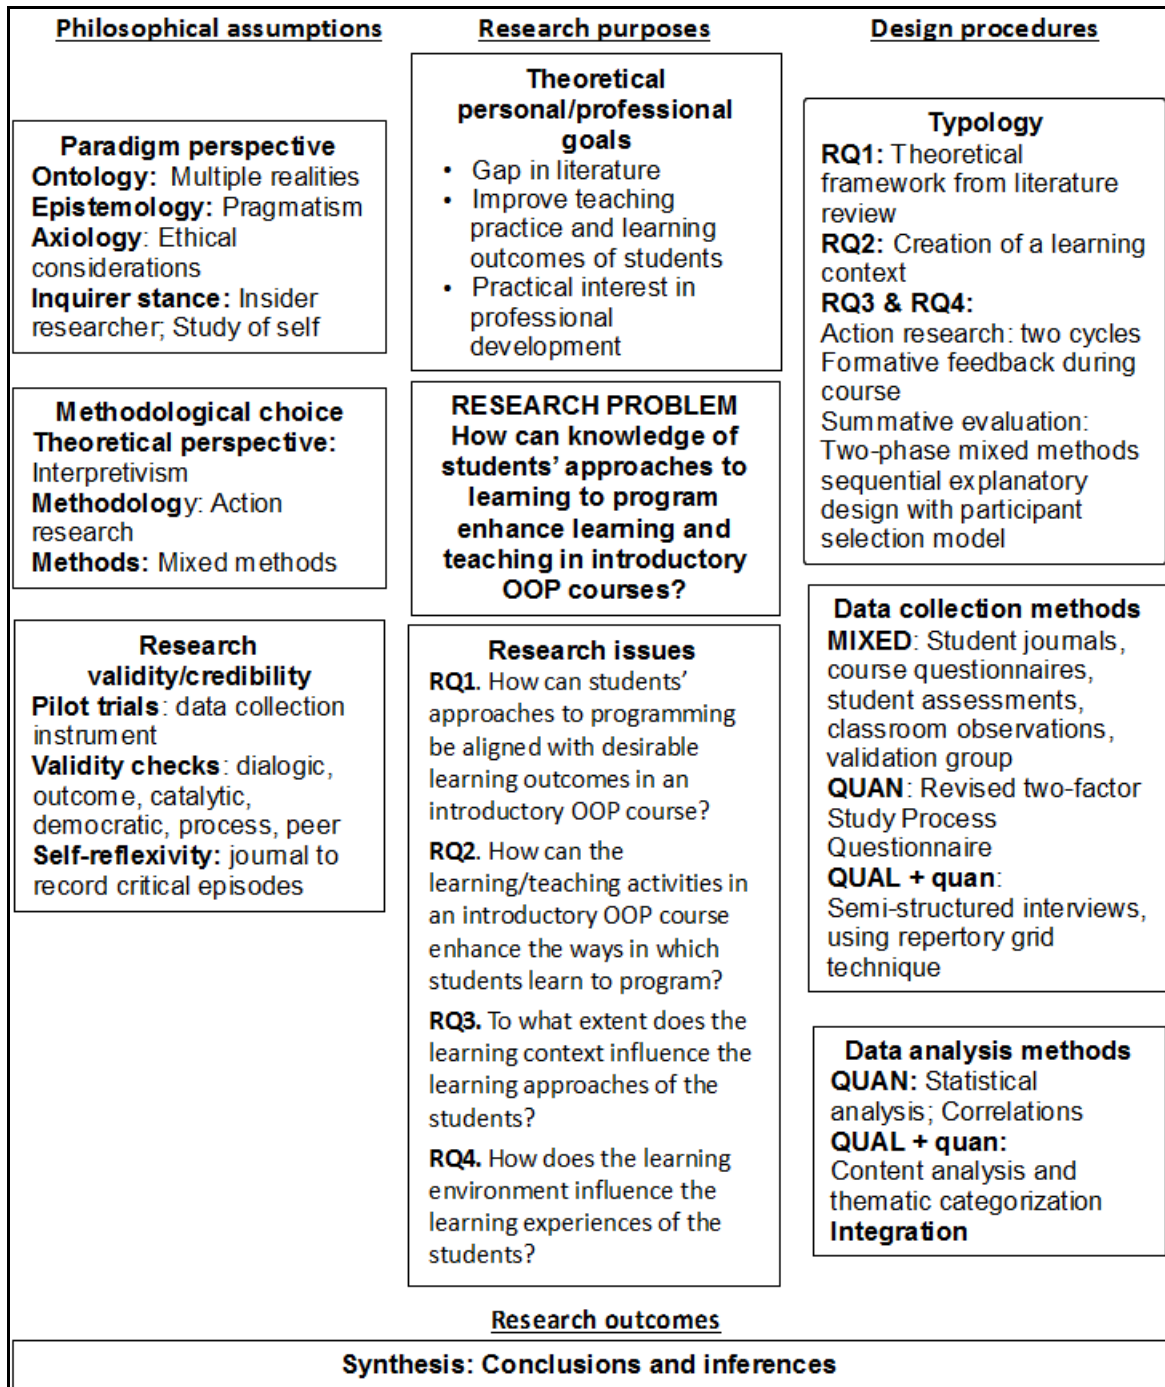 Philosophical assumptions
Paradigm perspective
Ontology: Multiple realities
Epistemology: Pragmatism
Axiology: Ethical
considerations
Inquirer stance: Insider
researcher; Study of self
Methodological choice
Theoretical perspective:
Interpretivism
Methodology: Action
research
Methods: Mixed methods
Research
validity/credibility
Pilot trials: data collection
instrument
Validity checks: dialogic,
outcome, catalytic,
democratic, process, peer
Self-reflexivity: journal to
record critical episodes
Research purposes
Theoretical
personal/professional
goals
• Gap in literature
• Improve teaching
practice and learning
outcomes of students
• Practical interest in
professional
development
RESEARCH PROBLEM
How can knowledge of
students’ approaches to
learning to program
enhance learning and
teaching in introductory
OOP courses?
Research issues
RQ1. How can students’
approaches to programming
be aligned with desirable
learning outcomes in an
introductory OOP course?
RQ2. How can the
learning/teaching activities in
an introductory OOP course
enhance the ways in which
students learn to program?
RQ3. To what extent does the
learning context influence the
learning approaches of the
students?
RQ4. How does the learning
environment influence the
learning experiences of the
students?
Design procedures
Typology
RQ1: Theoretical
framework from literature
review
RQ2: Creation of a learning
context
RQ3 & RQ4:
Action research: two cycles
Formative feedback during
course
Summative evaluation:
Two-phase mixed methods
sequential explanatory
design with participant
selection model
Data collection methods
MIXED: Student journals,
course questionnaires,
student assessments,
classroom observations,
validation group
QUAN: Revised two-factor
Study Process
Questionnaire
QUAL + quan:
Semi-structured interviews,
using repertory grid
technique
Data analysis methods
QUAN: Statistical
analysis; Correlations
QUAL + quan:
Content analysis and
thematic categorization
Integration
Research outcomes
Synthesis: Conclusions and inferences